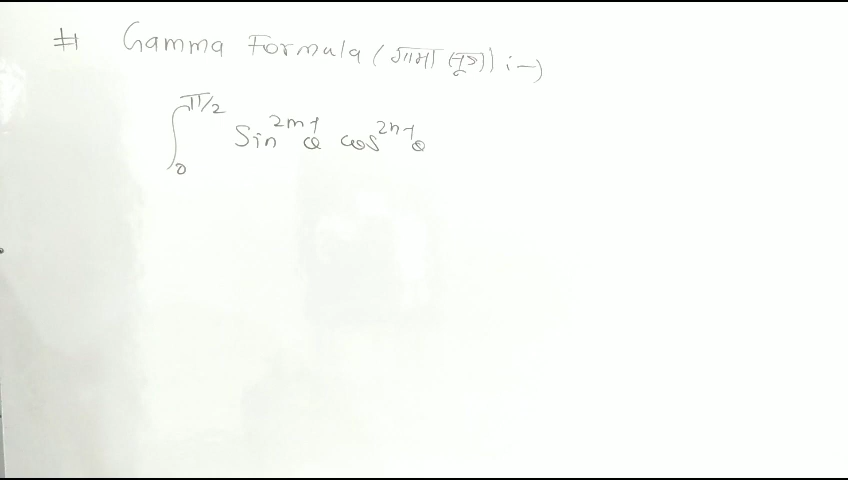 # Gamma Formula (गामा सूत्र) :-)
∫₀^π/2 Sin^2m-1 θ cos^2n-1 θ